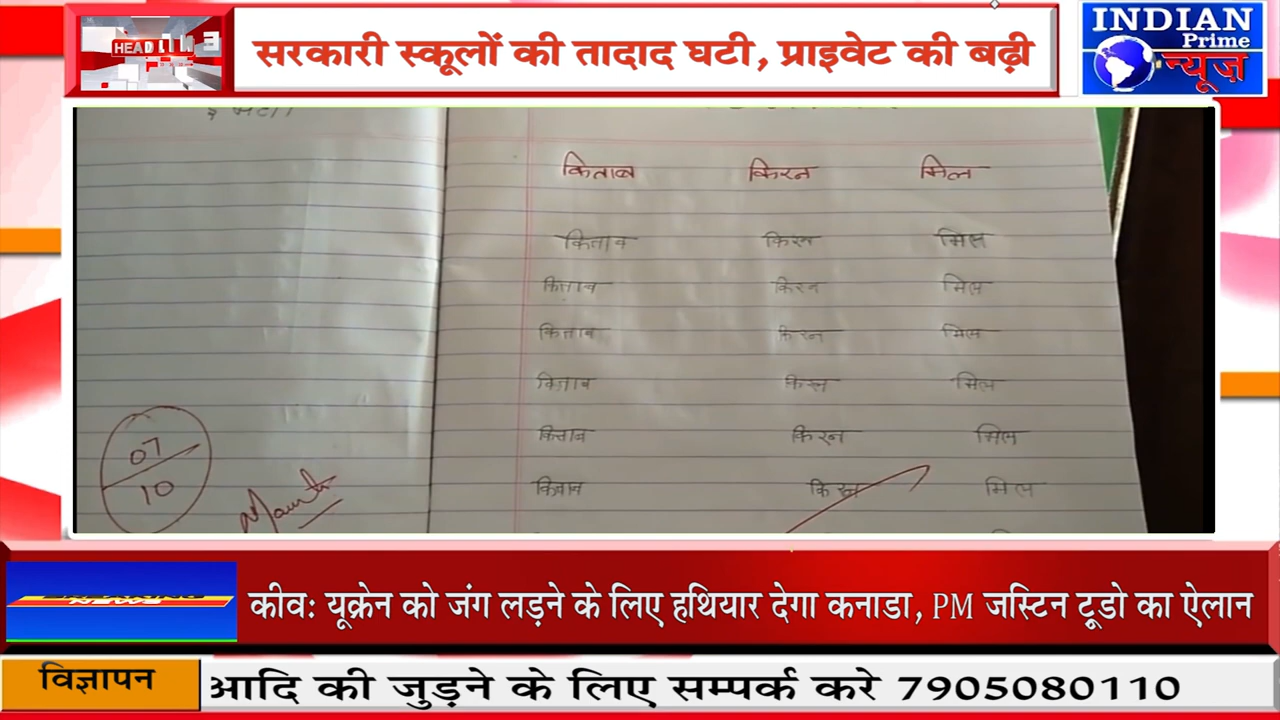 HEADLINE
सरकारी स्कूलों की तादाद घटी, प्राइवेट की बढ़ी
INDIAN
Prime
न्यूज़
किताब किरन मिल
किताब किरन मिल
किताब किरन मिल
किताब किरन मिल
किताब किरन मिल
किताब किरन मिल
किताब किरन मिल
07
10
NEWS
कीव: यूक्रेन को जंग लड़ने के लिए हथियार देगा कनाडा, PM जस्टिन ट्रूडो का ऐलान
विज्ञापन
आदि की जुड़ने के लिए सम्पर्क करे 7905080110